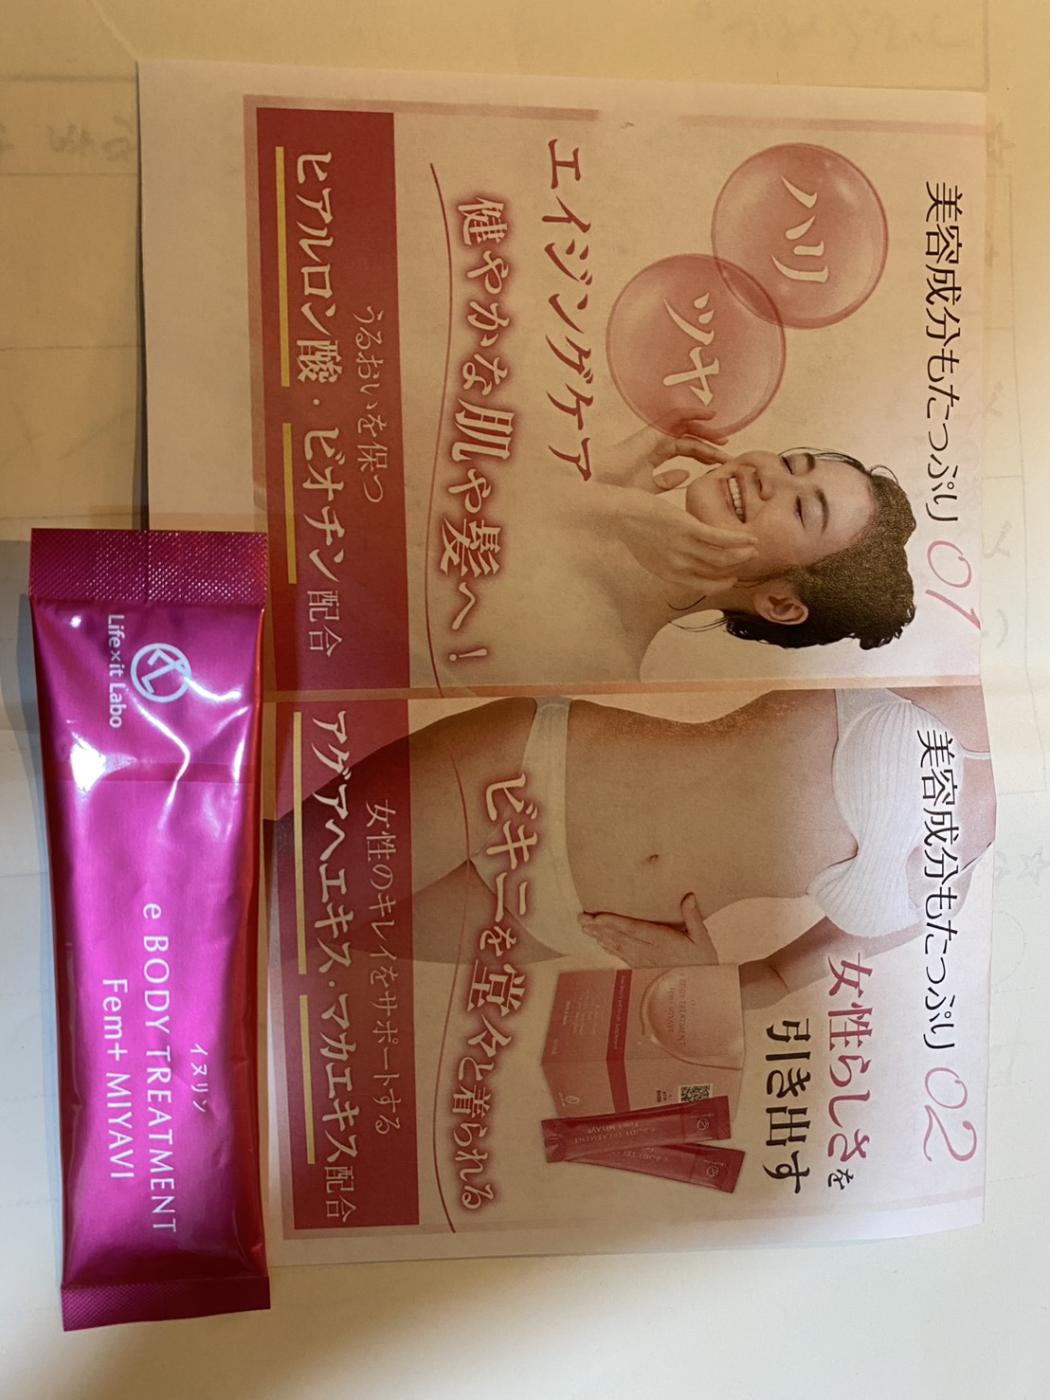 美容成分もたっぷり 01
ハリ
ツヤ
エイジングケア
健やかな肌や髪へ！
うるおいを保つ
ヒアルロン酸・ビオチン配合
美容成分もたっぷり 02
女性らしさを
引き出す
ビキニを堂々と着られる
女性のキレイをサポートする
アグアヘエキス・マカエキス配合
BODY TREATMENT
Life×it Labo
イヌリン
e BODY TREATMENT
Fem+ MIYAVI